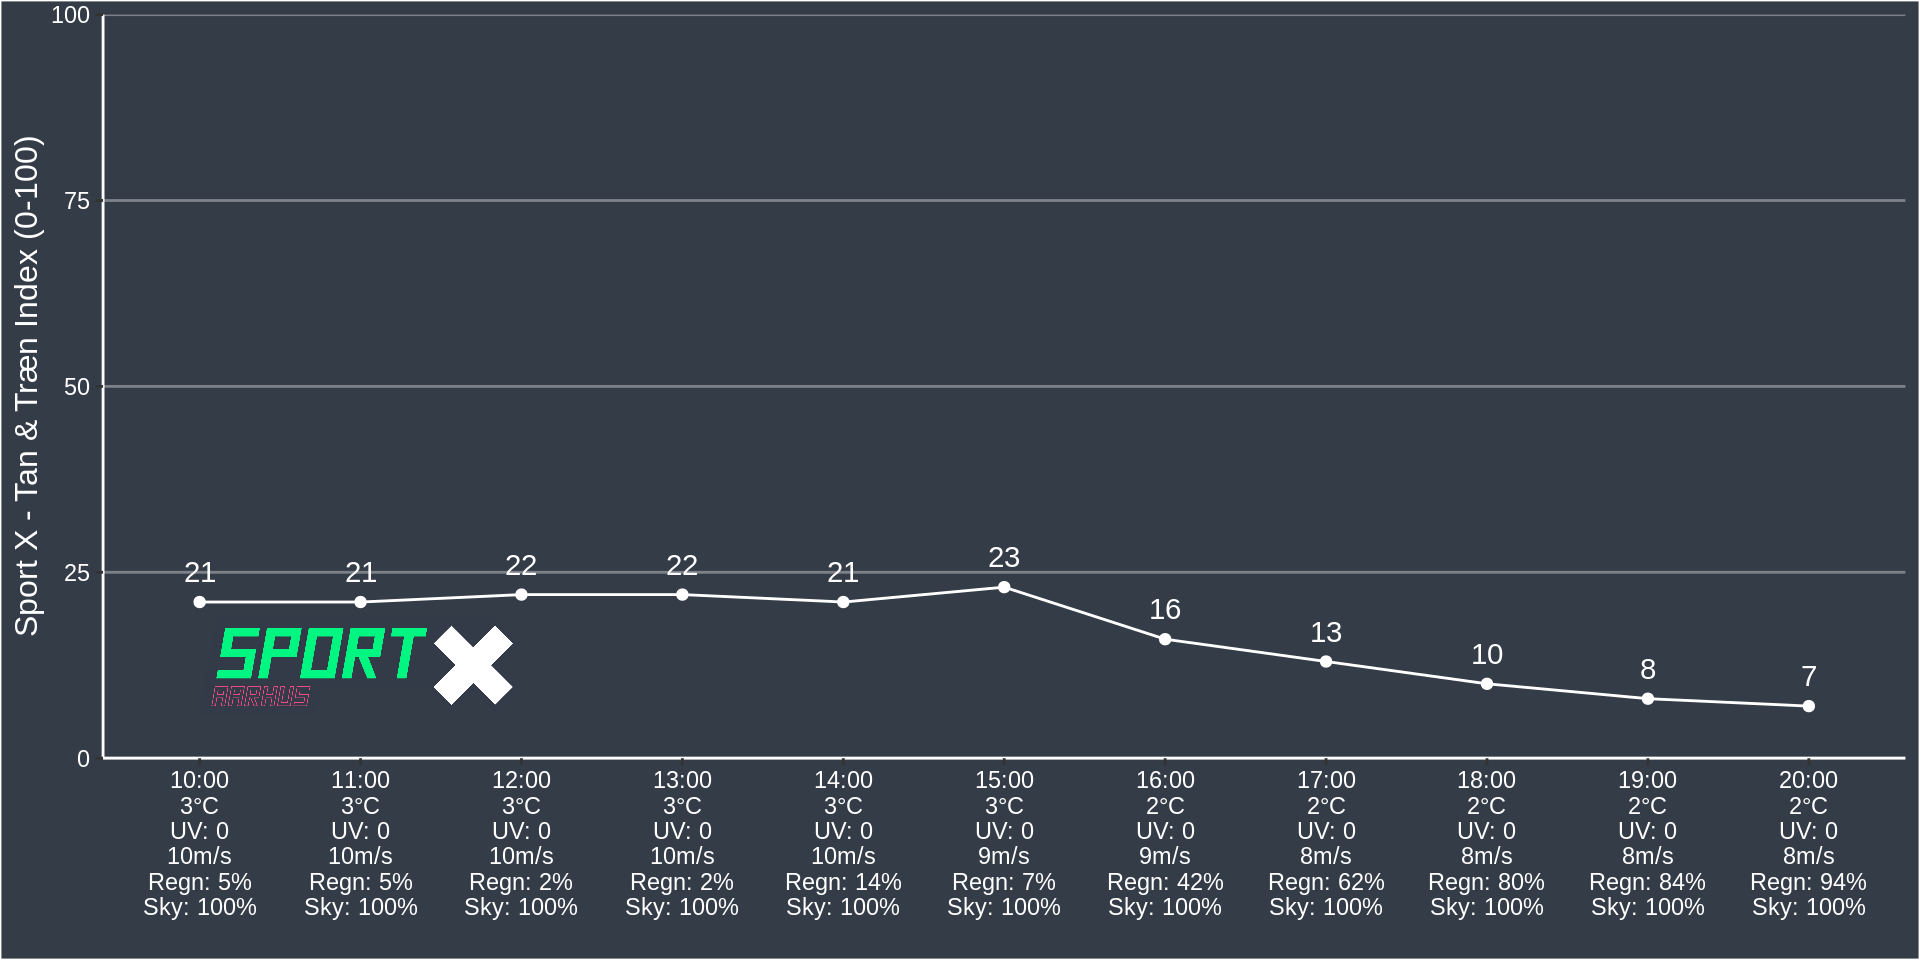 Sport X - Tan & Træn Index (0-100)
100
75
50
25
0
21 21 22 22 21 23 16 13 10 8 7
SPORT X
AARHUS
10:00 11:00 12:00 13:00 14:00 15:00 16:00 17:00 18:00 19:00 20:00
3°C 3°C 3°C 3°C 3°C 3°C 2°C 2°C 2°C 2°C 2°C
UV: 0 UV: 0 UV: 0 UV: 0 UV: 0 UV: 0 UV: 0 UV: 0 UV: 0 UV: 0 UV: 0
10m/s 10m/s 10m/s 10m/s 10m/s 9m/s 9m/s 8m/s 8m/s 8m/s 8m/s
Regn: 5% Regn: 5% Regn: 2% Regn: 2% Regn: 14% Regn: 7% Regn: 42% Regn: 62% Regn: 80% Regn: 84% Regn: 94%
Sky: 100% Sky: 100% Sky: 100% Sky: 100% Sky: 100% Sky: 100% Sky: 100% Sky: 100% Sky: 100% Sky: 100% Sky: 100%